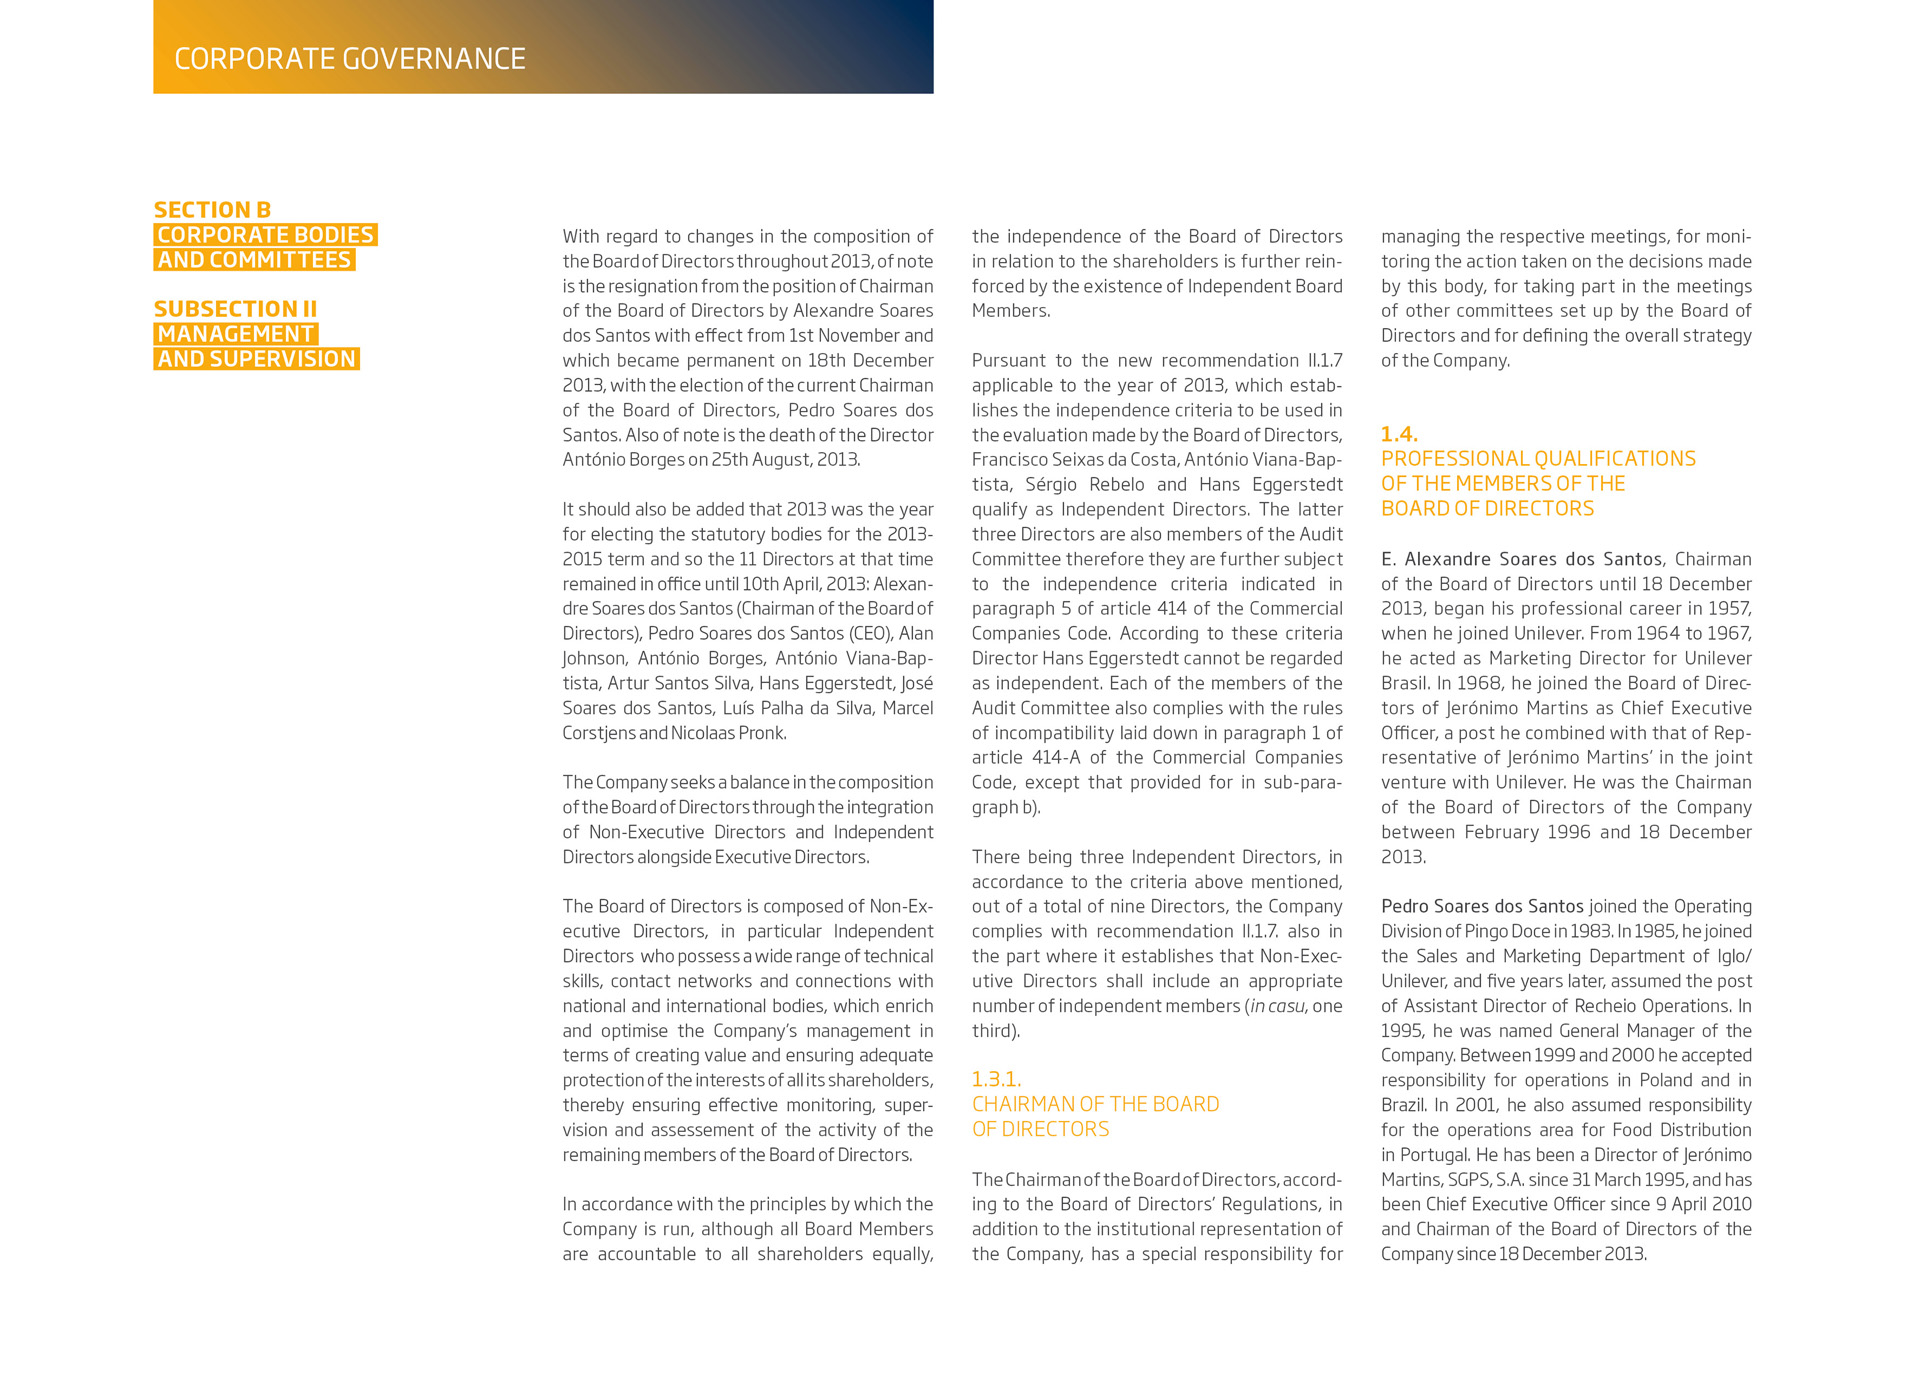 CORPORATE GOVERNANCE
SECTION B
CORPORATE BODIES
AND COMMITTEES
SUBSECTION II
MANAGEMENT
AND SUPERVISION
With regard to changes in the composition of
the Board of Directors throughout 2013, of note
is the resignation from the position of Chairman
of the Board of Directors by Alexandre Soares
dos Santos with effect from 1st November and
which became permanent on 18th December
2013, with the election of the current Chairman
of the Board of Directors, Pedro Soares dos
Santos. Also of note is the death of the Director
António Borges on 25th August, 2013.
It should also be added that 2013 was the year
for electing the statutory bodies for the 2013-
2015 term and so the 11 Directors at that time
remained in office until 10th April, 2013: Alexan-
dre Soares dos Santos (Chairman of the Board of
Directors), Pedro Soares dos Santos (CEO), Alan
Johnson, António Borges, António Viana-Bap-
tista, Artur Santos Silva, Hans Eggerstedt, José
Soares dos Santos, Luís Palha da Silva, Marcel
Corstjens and Nicolaas Pronk.
The Company seeks a balance in the composition
of the Board of Directors through the integration
of Non-Executive Directors and Independent
Directors alongside Executive Directors.
The Board of Directors is composed of Non-Ex-
ecutive Directors, in particular Independent
Directors who possess a wide range of technical
skills, contact networks and connections with
national and international bodies, which enrich
and optimise the Company's management in
terms of creating value and ensuring adequate
protection of the interests of all its shareholders,
thereby ensuring effective monitoring, super-
vision and assessement of the activity of the
remaining members of the Board of Directors.
In accordance with the principles by which the
Company is run, although all Board Members
are accountable to all shareholders equally,
the independence of the Board of Directors
in relation to the shareholders is further rein-
forced by the existence of Independent Board
Members.
Pursuant to the new recommendation II.1.7
applicable to the year of 2013, which estab-
lishes the independence criteria to be used in
the evaluation made by the Board of Directors,
Francisco Seixas da Costa, António Viana-Bap-
tista, Sérgio Rebelo and Hans Eggerstedt
qualify as Independent Directors. The latter
three Directors are also members of the Audit
Committee therefore they are further subject
to the independence criteria indicated in
paragraph 5 of article 414 of the Commercial
Companies Code. According to these criteria
Director Hans Eggerstedt cannot be regarded
as independent. Each of the members of the
Audit Committee also complies with the rules
of incompatibility laid down in paragraph 1 of
article 414-A of the Commercial Companies
Code, except that provided for in sub-para-
graph b).
There being three Independent Directors, in
accordance to the criteria above mentioned,
out of a total of nine Directors, the Company
complies with recommendation II.1.7. also in
the part where it establishes that Non-Exec-
utive Directors shall include an appropriate
number of independent members (in casu, one
third).
1.3.1.
CHAIRMAN OF THE BOARD
OF DIRECTORS
The Chairman of the Board of Directors, accord-
ing to the Board of Directors' Regulations, in
addition to the institutional representation of
the Company, has a special responsibility for
managing the respective meetings, for moni-
toring the action taken on the decisions made
by this body, for taking part in the meetings
of other committees set up by the Board of
Directors and for defining the overall strategy
of the Company.
1.4.
PROFESSIONAL QUALIFICATIONS
OF THE MEMBERS OF THE
BOARD OF DIRECTORS
E. Alexandre Soares dos Santos, Chairman
of the Board of Directors until 18 December
2013, began his professional career in 1957,
when he joined Unilever. From 1964 to 1967,
he acted as Marketing Director for Unilever
Brasil. In 1968, he joined the Board of Direc-
tors of Jerónimo Martins as Chief Executive
Officer, a post he combined with that of Rep-
resentative of Jerónimo Martins' in the joint
venture with Unilever. He was the Chairman
of the Board of Directors of the Company
between February 1996 and 18 December
2013.
Pedro Soares dos Santos joined the Operating
Division of Pingo Doce in 1983. In 1985, he joined
the Sales and Marketing Department of Iglo/
Unilever, and five years later, assumed the post
of Assistant Director of Recheio Operations. In
1995, he was named General Manager of the
Company. Between 1999 and 2000 he accepted
responsibility for operations in Poland and in
Brazil. In 2001, he also assumed responsibility
for the operations area for Food Distribution
in Portugal. He has been a Director of Jerónimo
Martins, SGPS, S.A. since 31 March 1995, and has
been Chief Executive Officer since 9 April 2010
and Chairman of the Board of Directors of the
Company since 18 December 2013.